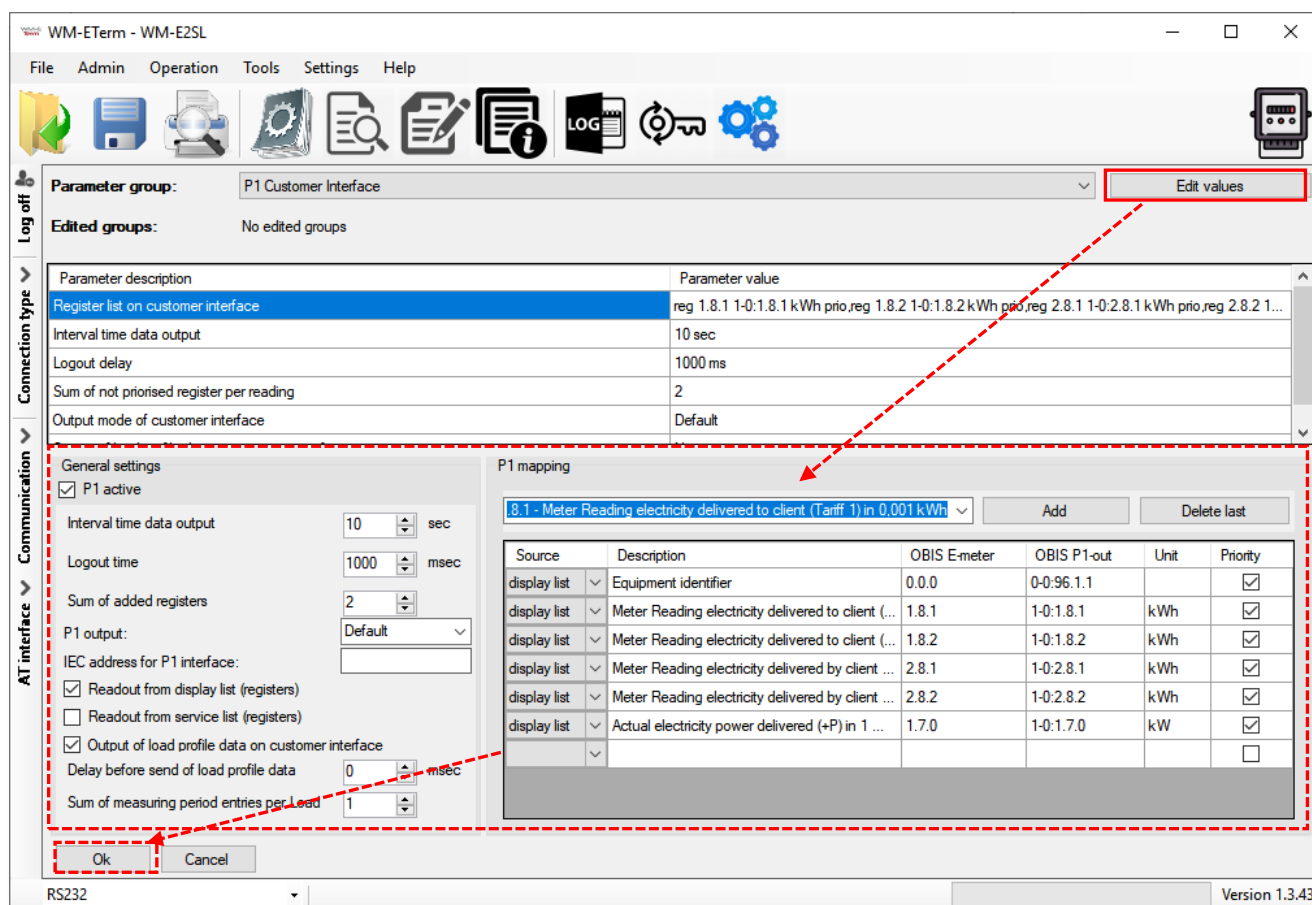 WM-ETerm - WM-E2SL
File Admin Operation Tools Settings Help
LOG
Log off
Connection type
Communication
AT interface
Parameter group: P1 Customer Interface Edit values
Edited groups: No edited groups
Parameter description Parameter value
Register list on customer interface reg 1.8.1 1-0:1.8.1 kWh prio,reg 1.8.2 1-0:1.8.2 kWh prio,reg 2.8.1 1-0:2.8.1 kWh prio,reg 2.8.2 1...
Interval time data output 10 sec
Logout delay 1000 ms
Sum of not priorised register per reading 2
Output mode of customer interface Default
General settings
P1 active
Interval time data output 10 sec
Logout time 1000 msec
Sum of added registers 2
P1 output: Default
IEC address for P1 interface:
Readout from display list (registers)
Readout from service list (registers)
Output of load profile data on customer interface
Delay before send of load profile data 0 msec
Sum of measuring period entries per Load 1
P1 mapping
.8.1 - Meter Reading electricity delivered to client (Tariff 1) in 0,001 kWh Add Delete last
Source Description OBIS E-meter OBIS P1-out Unit Priority
display list Equipment identifier 0.0.0 0-0:96.1.1
display list Meter Reading electricity delivered to client (... 1.8.1 1-0:1.8.1 kWh
display list Meter Reading electricity delivered to client (... 1.8.2 1-0:1.8.2 kWh
display list Meter Reading electricity delivered by client ... 2.8.1 1-0:2.8.1 kWh
display list Meter Reading electricity delivered by client ... 2.8.2 1-0:2.8.2 kWh
display list Actual electricity power delivered (+P) in 1 ... 1.7.0 1-0:1.7.0 kW
Ok Cancel
RS232 Version 1.3.43